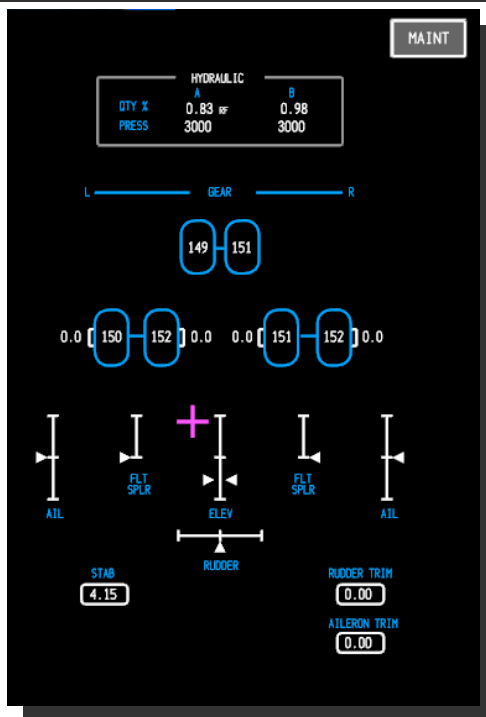 MAINT
HYDRAULIC
A B
QTY % 0.83 RF 0.98
PRESS 3000 3000
L GEAR R
149 151
0.0 150 152 0.0 0.0 151 152 0.0
FLT SPLR FLT SPLR
AIL ELEV AIL
RUDDER
STAB RUDDER TRIM
4.15 0.00
AILERON TRIM
0.00